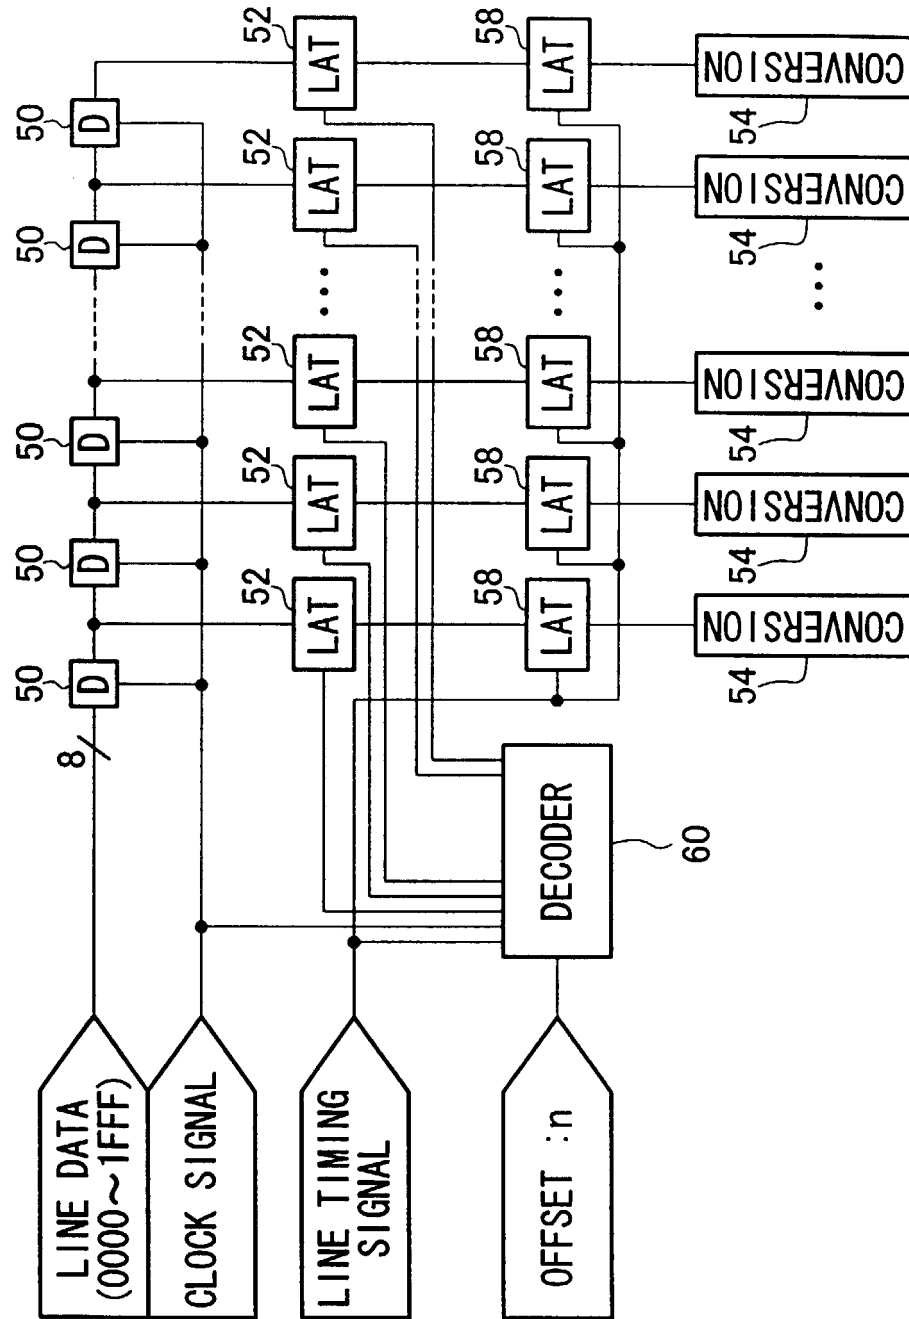 50 50 50 50 50
LINE DATA
(0000~1FFF)
8
D D D D D
CLOCK SIGNAL
52 52 52 52 52
LINE TIMING
SIGNAL
LAT LAT LAT ••• LAT LAT
58 58 58 58 58
OFFSET :n
DECODER
LAT LAT LAT ••• LAT LAT
60
54 54 54 54 54
CONVERSION
CONVERSION
CONVERSION
•••
CONVERSION
CONVERSION